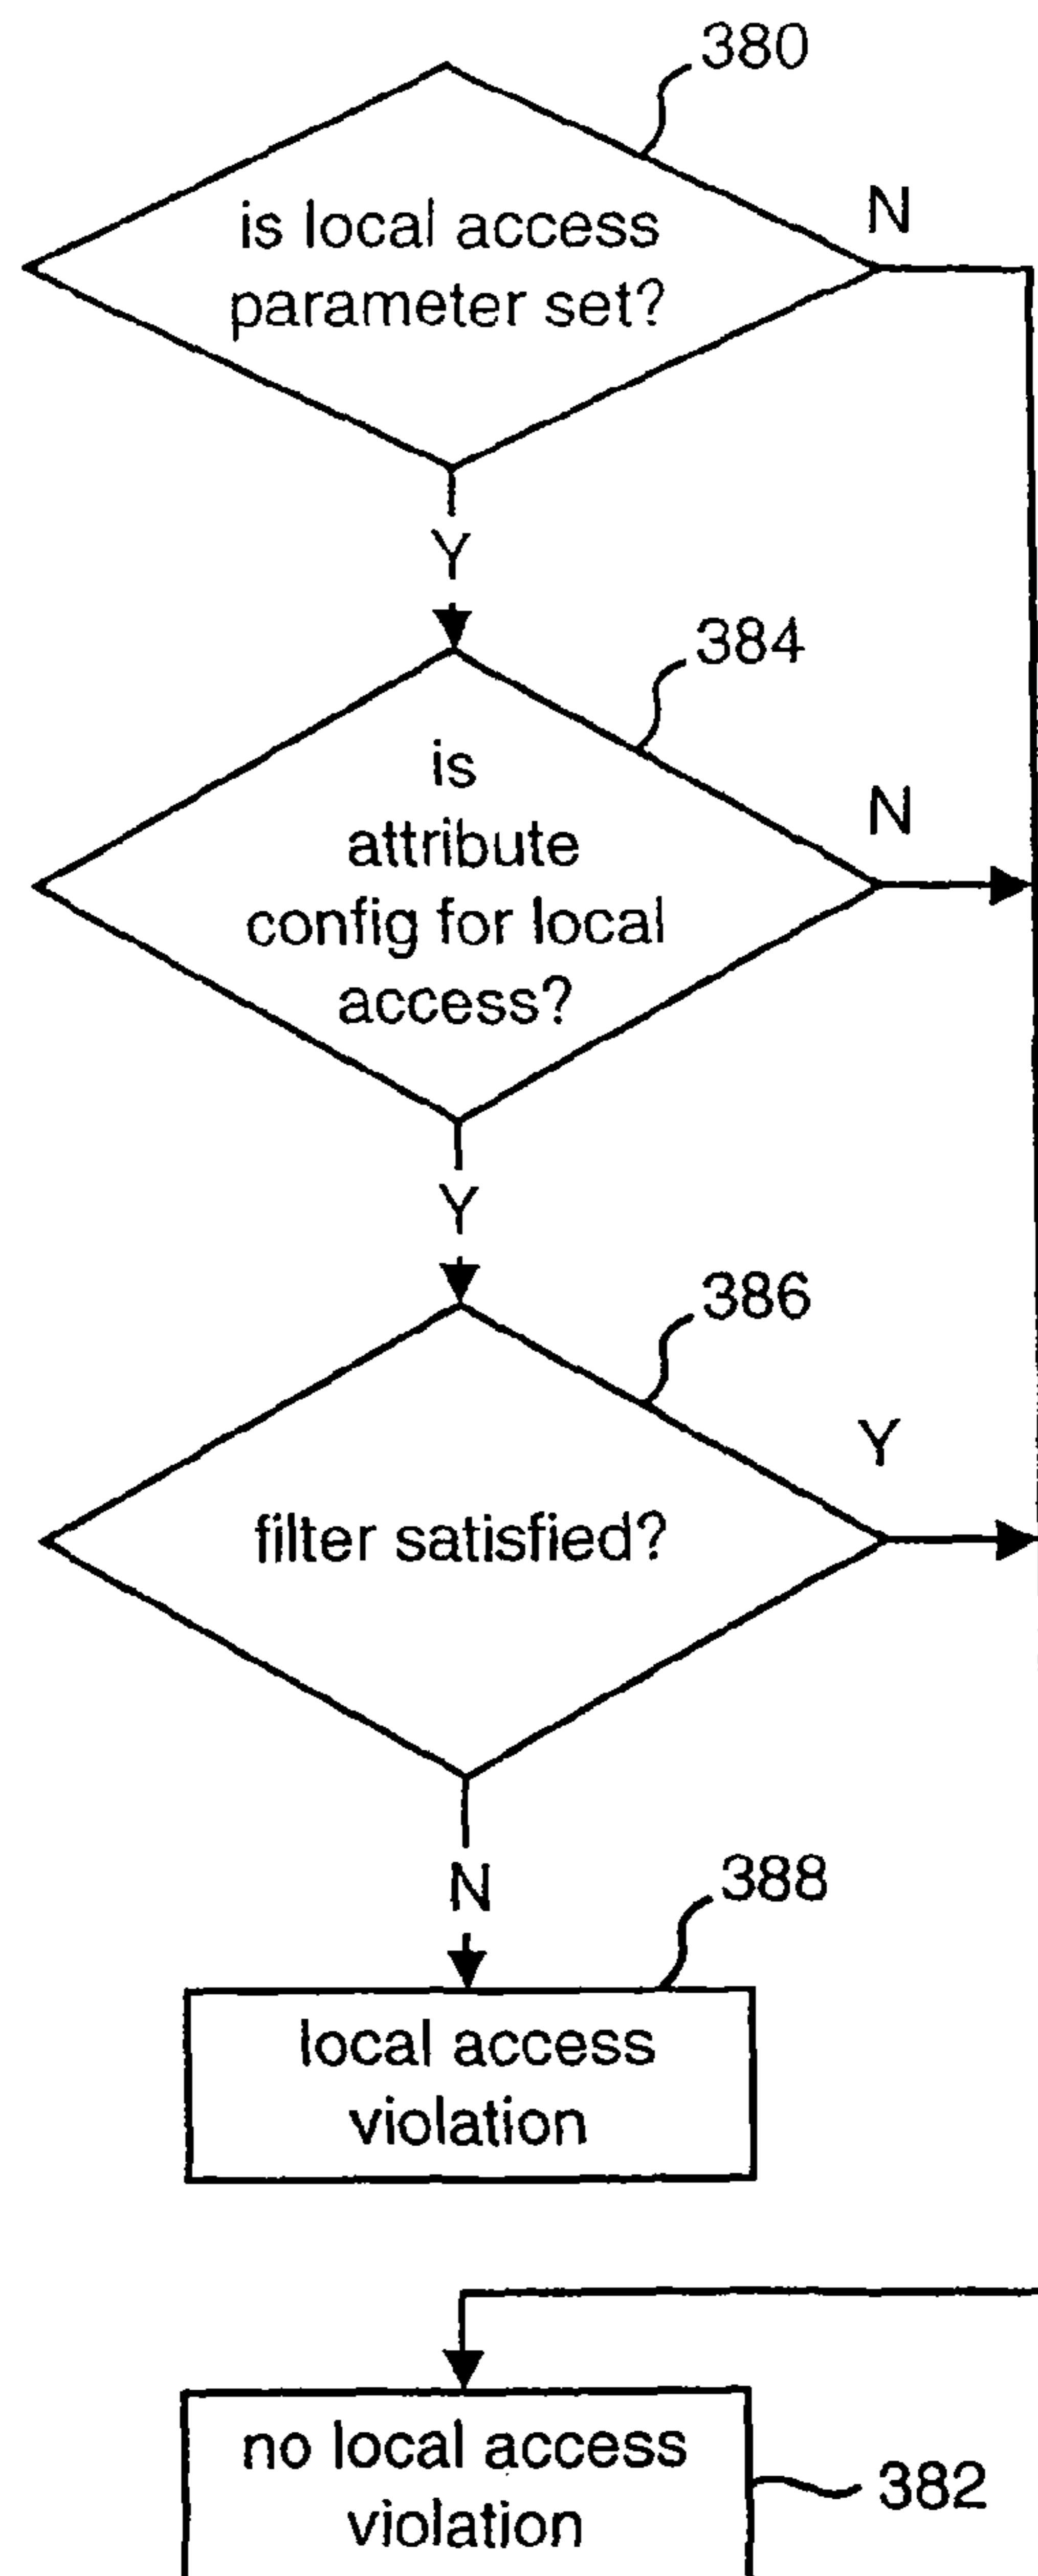 380
is local access
parameter set?
N
Y
384
is
attribute
config for local
access?
N
Y
386
filter satisfied?
Y
N
388
local access
violation
no local access
violation
382